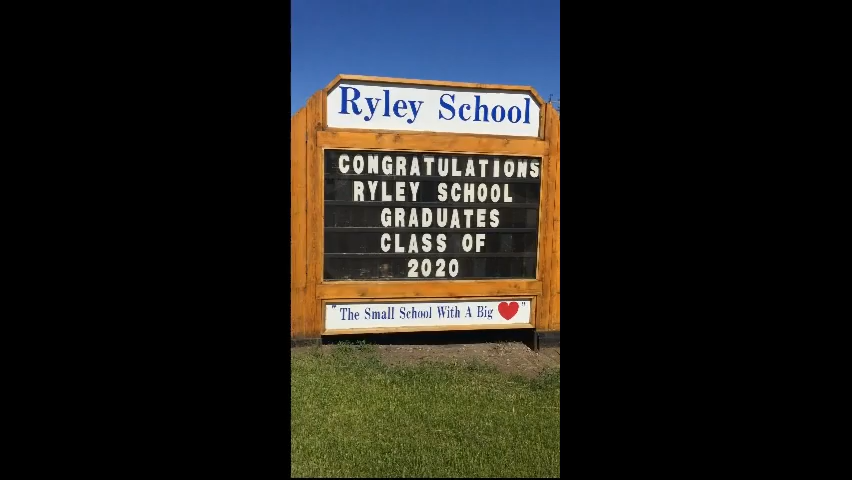 Ryley School
CONGRATULATIONS
RYLEY SCHOOL
GRADUATES
CLASS OF
2020
"The Small School With A Big ❤"